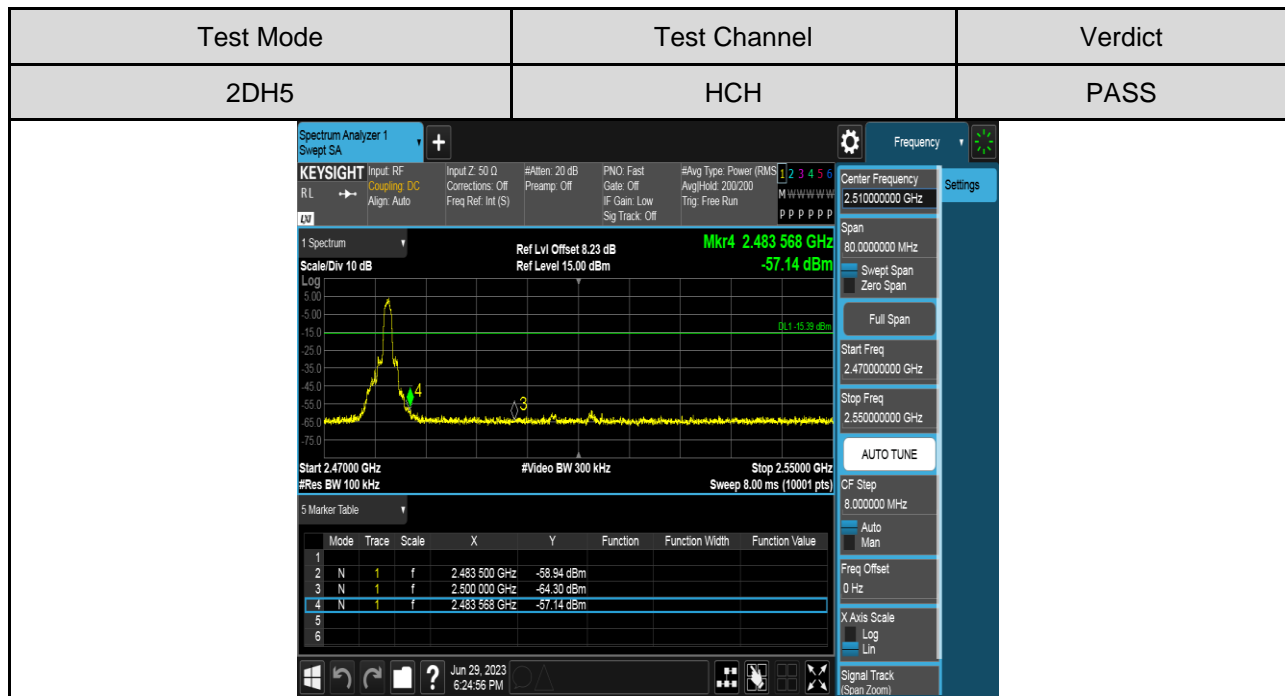 Test Mode Test Channel Verdict
2DH5 HCH PASS
Spectrum Analyzer 1
Swept SA
+
Frequency
KEYSIGHT
RL
LXI
Input: RF
Coupling: DC
Align: Auto
Input Z: 50 Ω
Corrections: Off
Freq Ref: Int (S)
#Atten: 20 dB
Preamp: Off
PNO: Fast
Gate: Off
IF Gain: Low
Sig Track: Off
#Avg Type: Power (RMS
Avg|Hold: 200/200
Trig: Free Run
1 2 3 4 5 6
M W W W W W
P P P P P P
1 Spectrum
Scale/Div 10 dB
Ref Lvl Offset 8.23 dB
Ref Level 15.00 dBm
Mkr4 2.483 568 GHz
-57.14 dBm
Log
5.00
-5.00
-15.0
DL1 -15.39 dBm
-25.0
-35.0
-45.0
-55.0
-65.0
-75.0
4
3
Start 2.47000 GHz #Video BW 300 kHz Stop 2.55000 GHz
#Res BW 100 kHz Sweep 8.00 ms (10001 pts)
5 Marker Table
Mode Trace Scale X Y Function Function Width Function Value
1
2 N 1 f 2.483 500 GHz -58.94 dBm
3 N 1 f 2.500 000 GHz -64.30 dBm
4 N 1 f 2.483 568 GHz -57.14 dBm
5
6
?
Jun 29, 2023
6:24:56 PM
Center Frequency
2.510000000 GHz
Settings
Span
80.0000000 MHz
Swept Span
Zero Span
Full Span
Start Freq
2.470000000 GHz
Stop Freq
2.550000000 GHz
AUTO TUNE
CF Step
8.000000 MHz
Auto
Man
Freq Offset
0 Hz
X Axis Scale
Log
Lin
Signal Track
(Span Zoom)